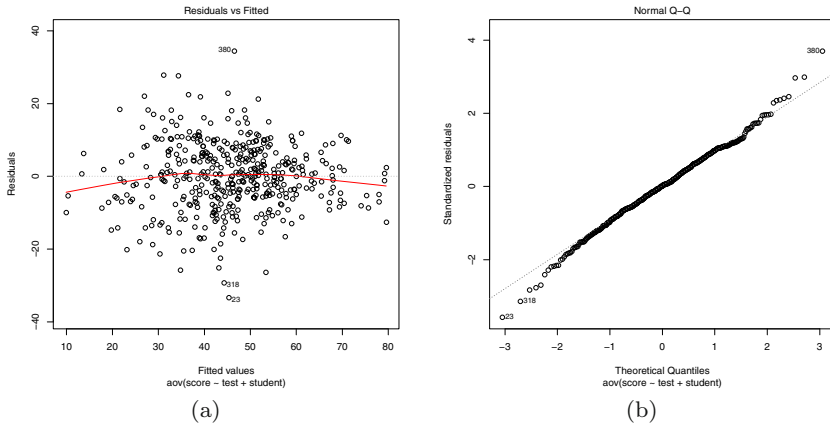 Residuals vs Fitted
40
20
0
−20
−40
Residuals
380
318
23
10 20 30 40 50 60 70 80
Fitted values
aov(score ~ test + student)
(a)
Normal Q−Q
4
2
0
−2
Standardized residuals
380
318
23
−3 −2 −1 0 1 2 3
Theoretical Quantiles
aov(score ~ test + student)
(b)